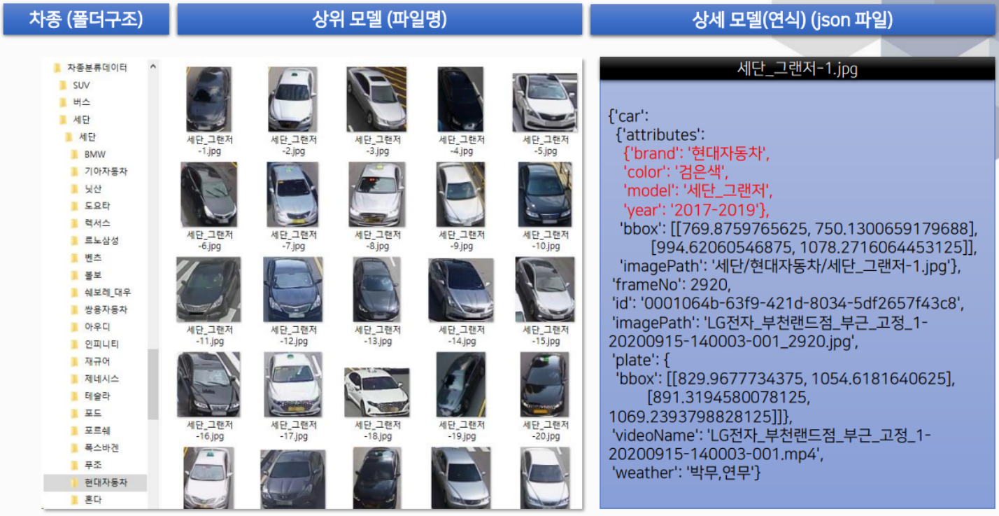 차종 (폴더구조)
상위 모델 (파일명)
상세 모델(연식) (json 파일)
차종분류데이터
SUV
버스
세단
세단
BMW
기아자동차
닛산
도요타
렉서스
르노삼성
벤츠
볼보
쉐보레_대우
쌍용자동차
아우디
인피니티
재규어
제네시스
테슬라
포드
포르쉐
폭스바겐
푸조
현대자동차
혼다
세단_그랜저
-1.jpg
세단_그랜저
-2.jpg
세단_그랜저
-3.jpg
세단_그랜저
-4.jpg
세단_그랜저
-5.jpg
세단_그랜저
-6.jpg
세단_그랜저
-7.jpg
세단_그랜저
-8.jpg
세단_그랜저
-9.jpg
세단_그랜저
-10.jpg
세단_그랜저
-11.jpg
세단_그랜저
-12.jpg
세단_그랜저
-13.jpg
세단_그랜저
-14.jpg
세단_그랜저
-15.jpg
세단_그랜저
-16.jpg
세단_그랜저
-17.jpg
세단_그랜저
-18.jpg
세단_그랜저
-19.jpg
세단_그랜저
-20.jpg
세단_그랜저-1.jpg
{'car':
{'attributes':
{'brand': '현대자동차',
'color': '검은색',
'model': '세단_그랜저',
'year': '2017-2019'},
'bbox': [[769.8759765625, 750.1300659179688],
[994.62060546875, 1078.2716064453125]],
'imagePath': '세단/현대자동차/세단_그랜저-1.jpg'},
'frameNo': 2920,
'id': '0001064b-63f9-421d-8034-5df2657f43c8',
'imagePath': 'LG전자_부천랜드점_부근_고정_1-
20200915-140003-001_2920.jpg',
'plate': {
'bbox': [[829.9677734375, 1054.6181640625],
[891.3194580078125,
1069.2393798828125]]},
'videoName': 'LG전자_부천랜드점_부근_고정_1-
20200915-140003-001.mp4',
'weather': '박무,연무'}